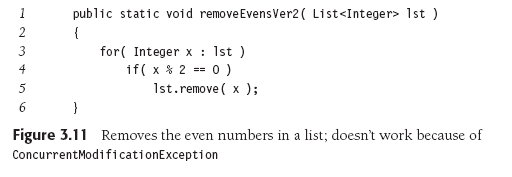 1 public static void removeEvensVer2( List<Integer> lst )
2 {
3 for( Integer x : lst )
4 if( x % 2 == 0 )
5 lst.remove( x );
6 }
Figure 3.11 Removes the even numbers in a list; doesn't work because of
ConcurrentModificationException